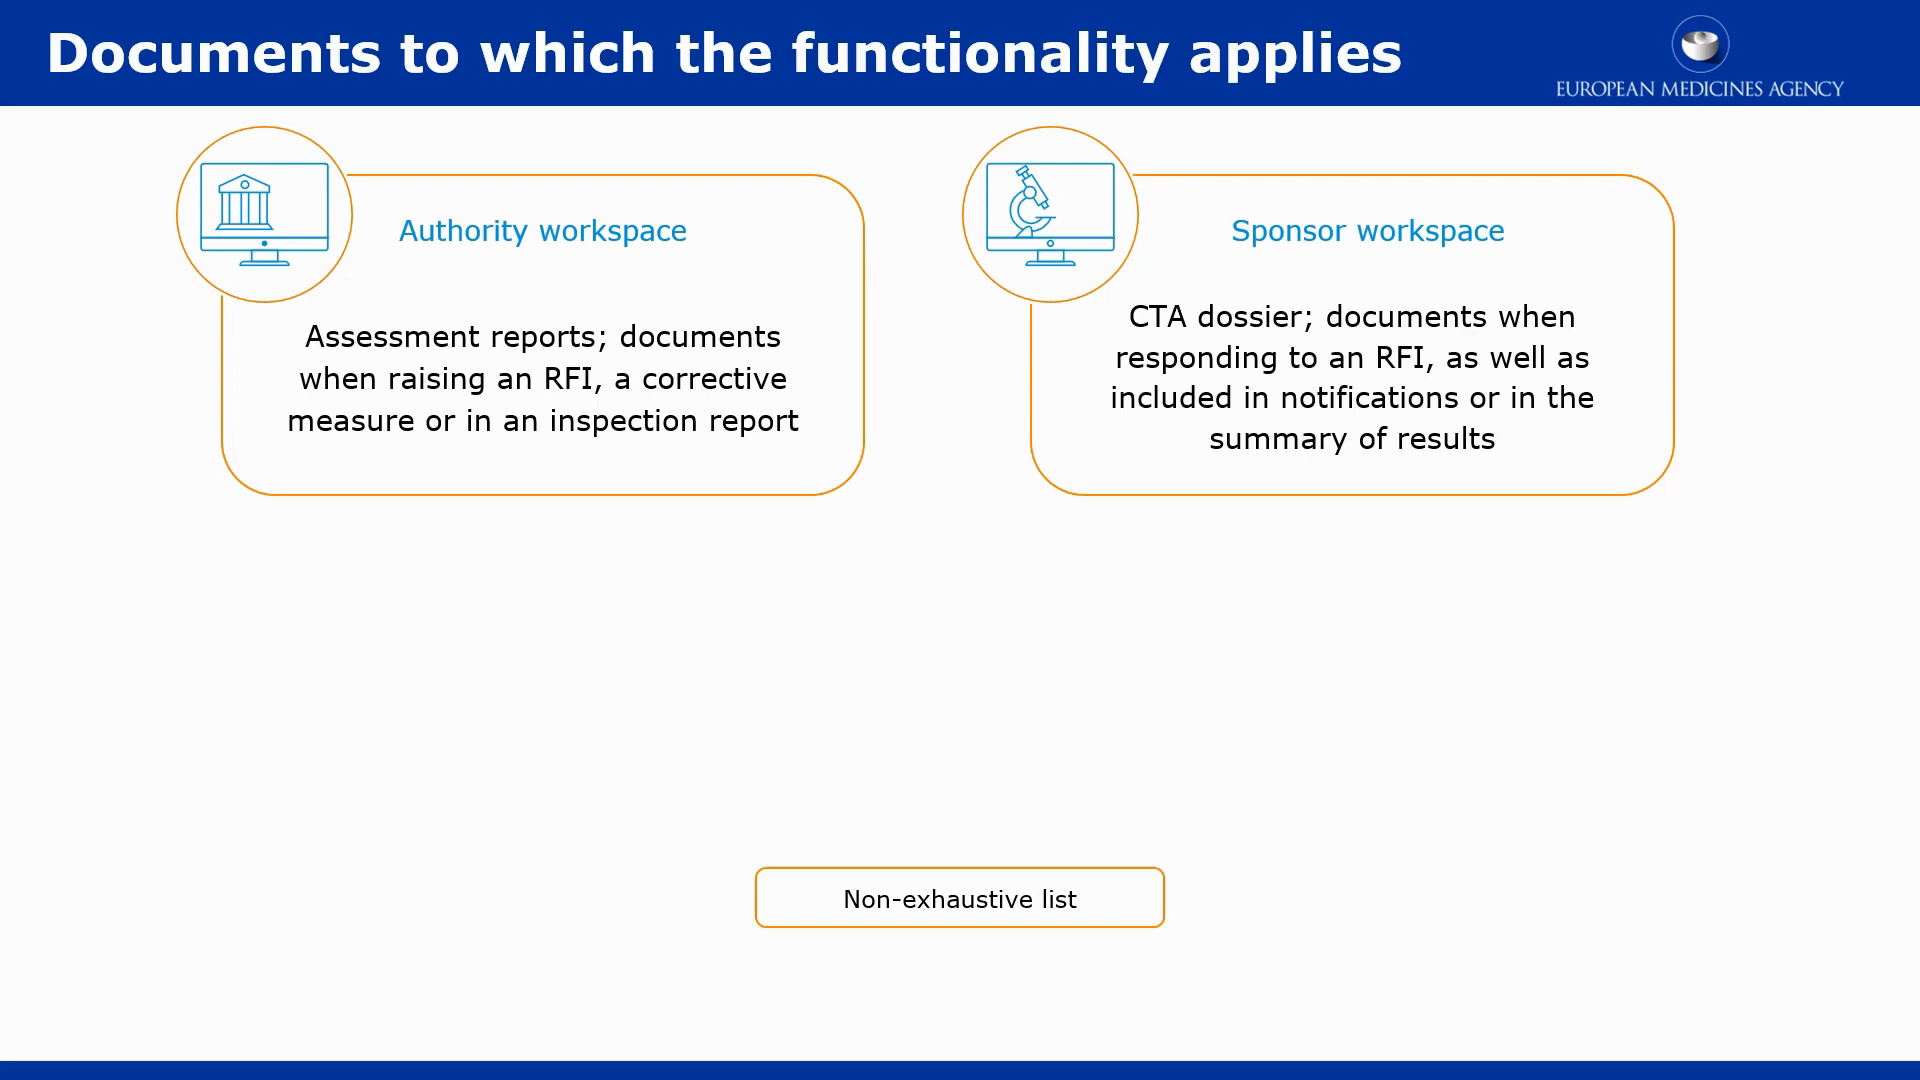 Documents to which the functionality applies
EUROPEAN MEDICINES AGENCY
Authority workspace
Assessment reports; documents
when raising an RFI, a corrective
measure or in an inspection report
Sponsor workspace
CTA dossier; documents when
responding to an RFI, as well as
included in notifications or in the
summary of results
Non-exhaustive list